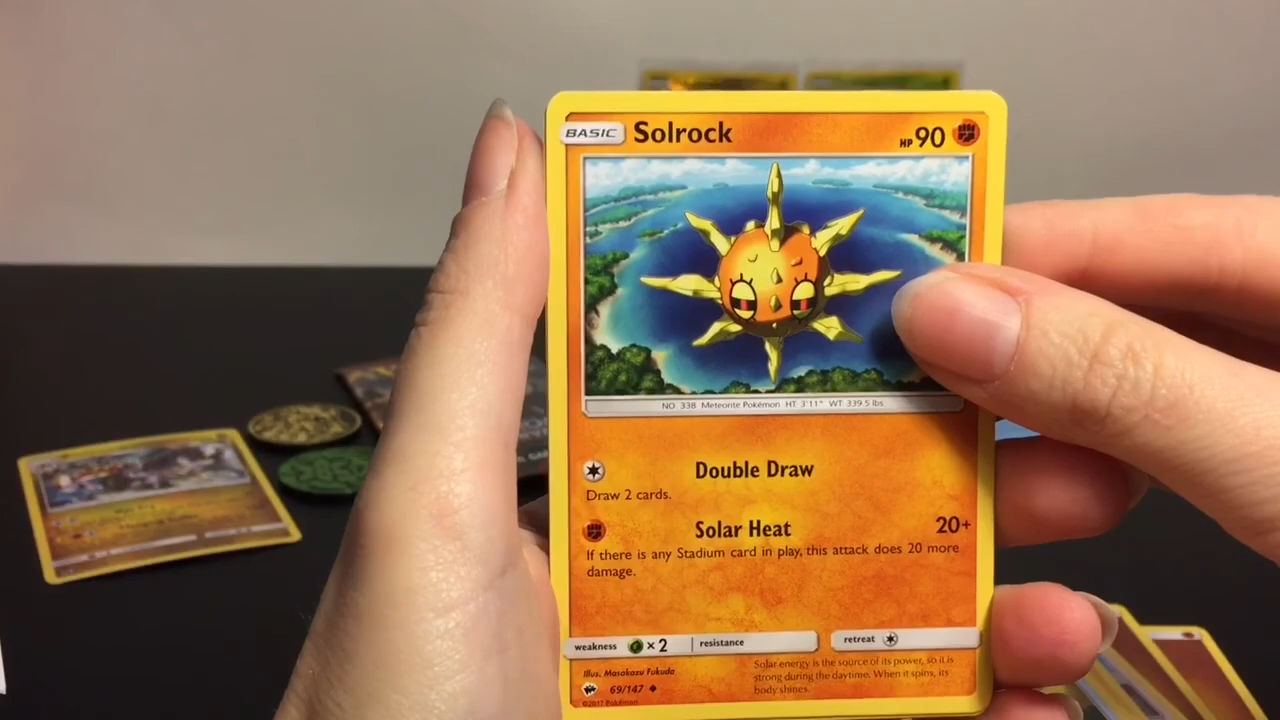 BASIC Solrock HP 90
NO 338 Meteorite Pokémon HT 3'11" WT: 339.5 lbs
Double Draw
Draw 2 cards.
Solar Heat 20+
If there is any Stadium card in play, this attack does 20 more
damage.
weakness × 2 resistance retreat
Illus. Masakazu Fukuda
69/147
©2017 Pokémon
Solar energy is the source of its power, so it is
strong during the daytime. When it spins, its
body shines.